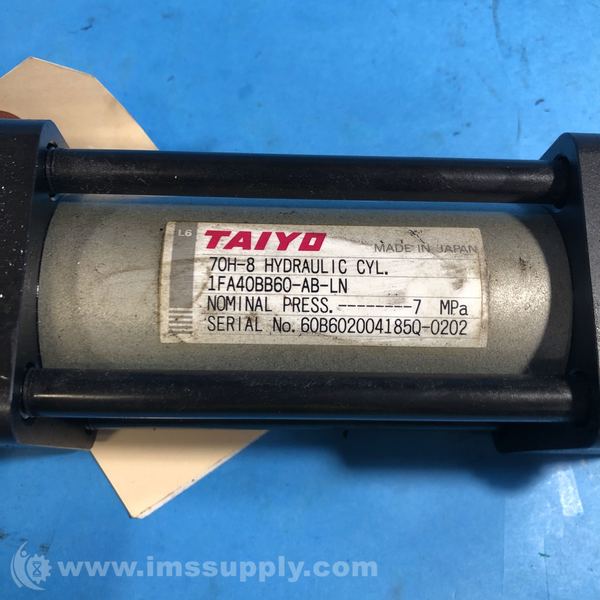 L6 TAIYO MADE IN JAPAN
70H-8 HYDRAULIC CYL.
1FA40BB60-AB-LN
NOMINAL PRESS.--------7 MPa
SERIAL No. 60B602004185Q-0202
www.imssupply.com